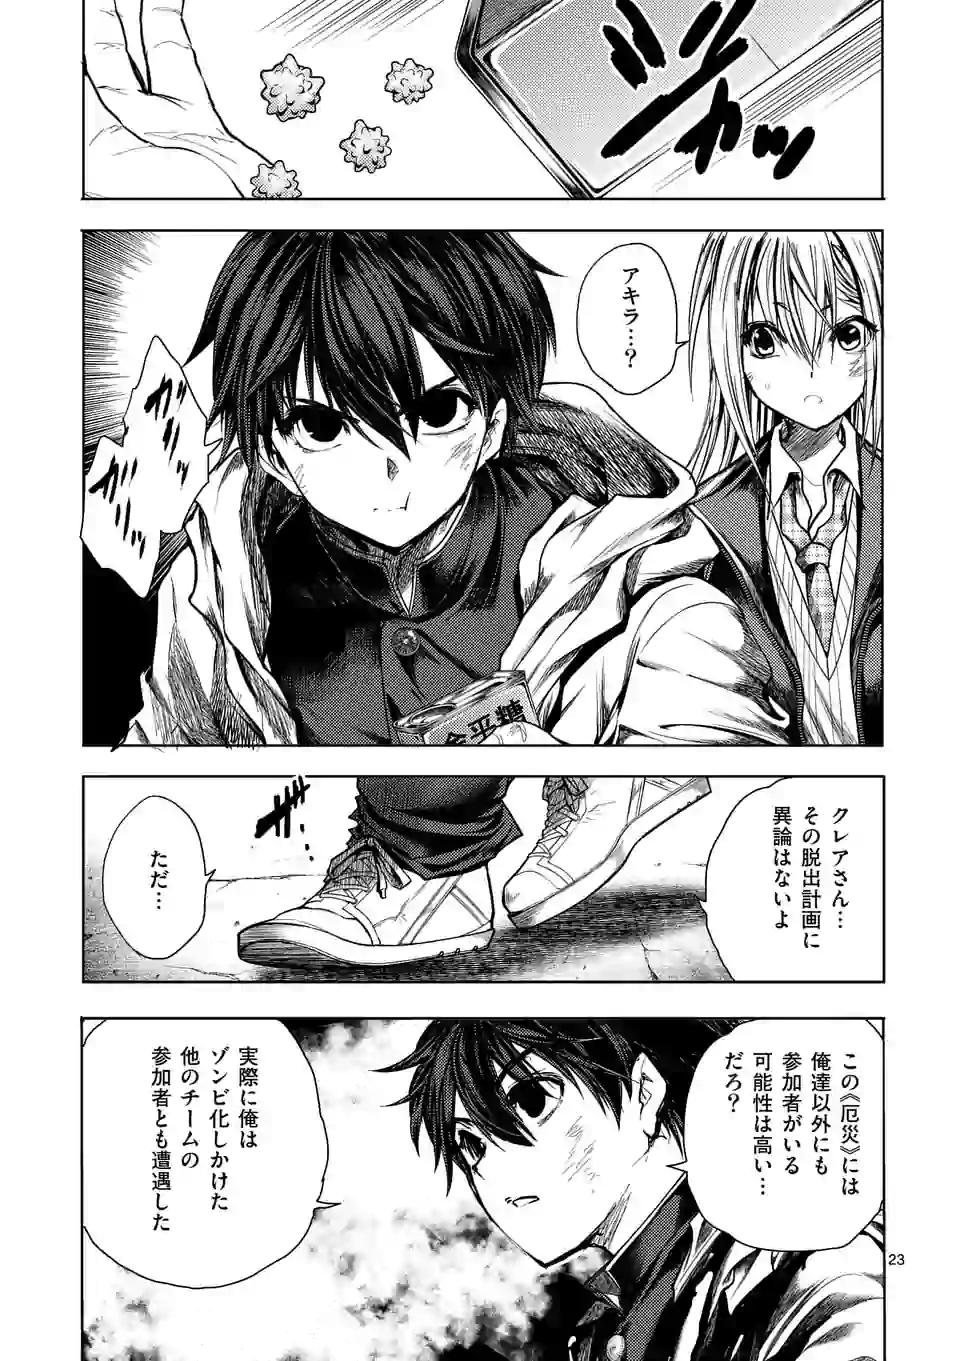 ジャッ
アキラ…？
ガリ
ガリ
ガリ
金平糖
クレアさん…
その脱出計画に
異論はないよ
ただ…
この《厄災》には
俺達以外にも
参加者がいる
可能性は高い…
だろ？
実際に俺は
ゾンビ化しかけた
他のチームの
参加者とも遭遇した
23